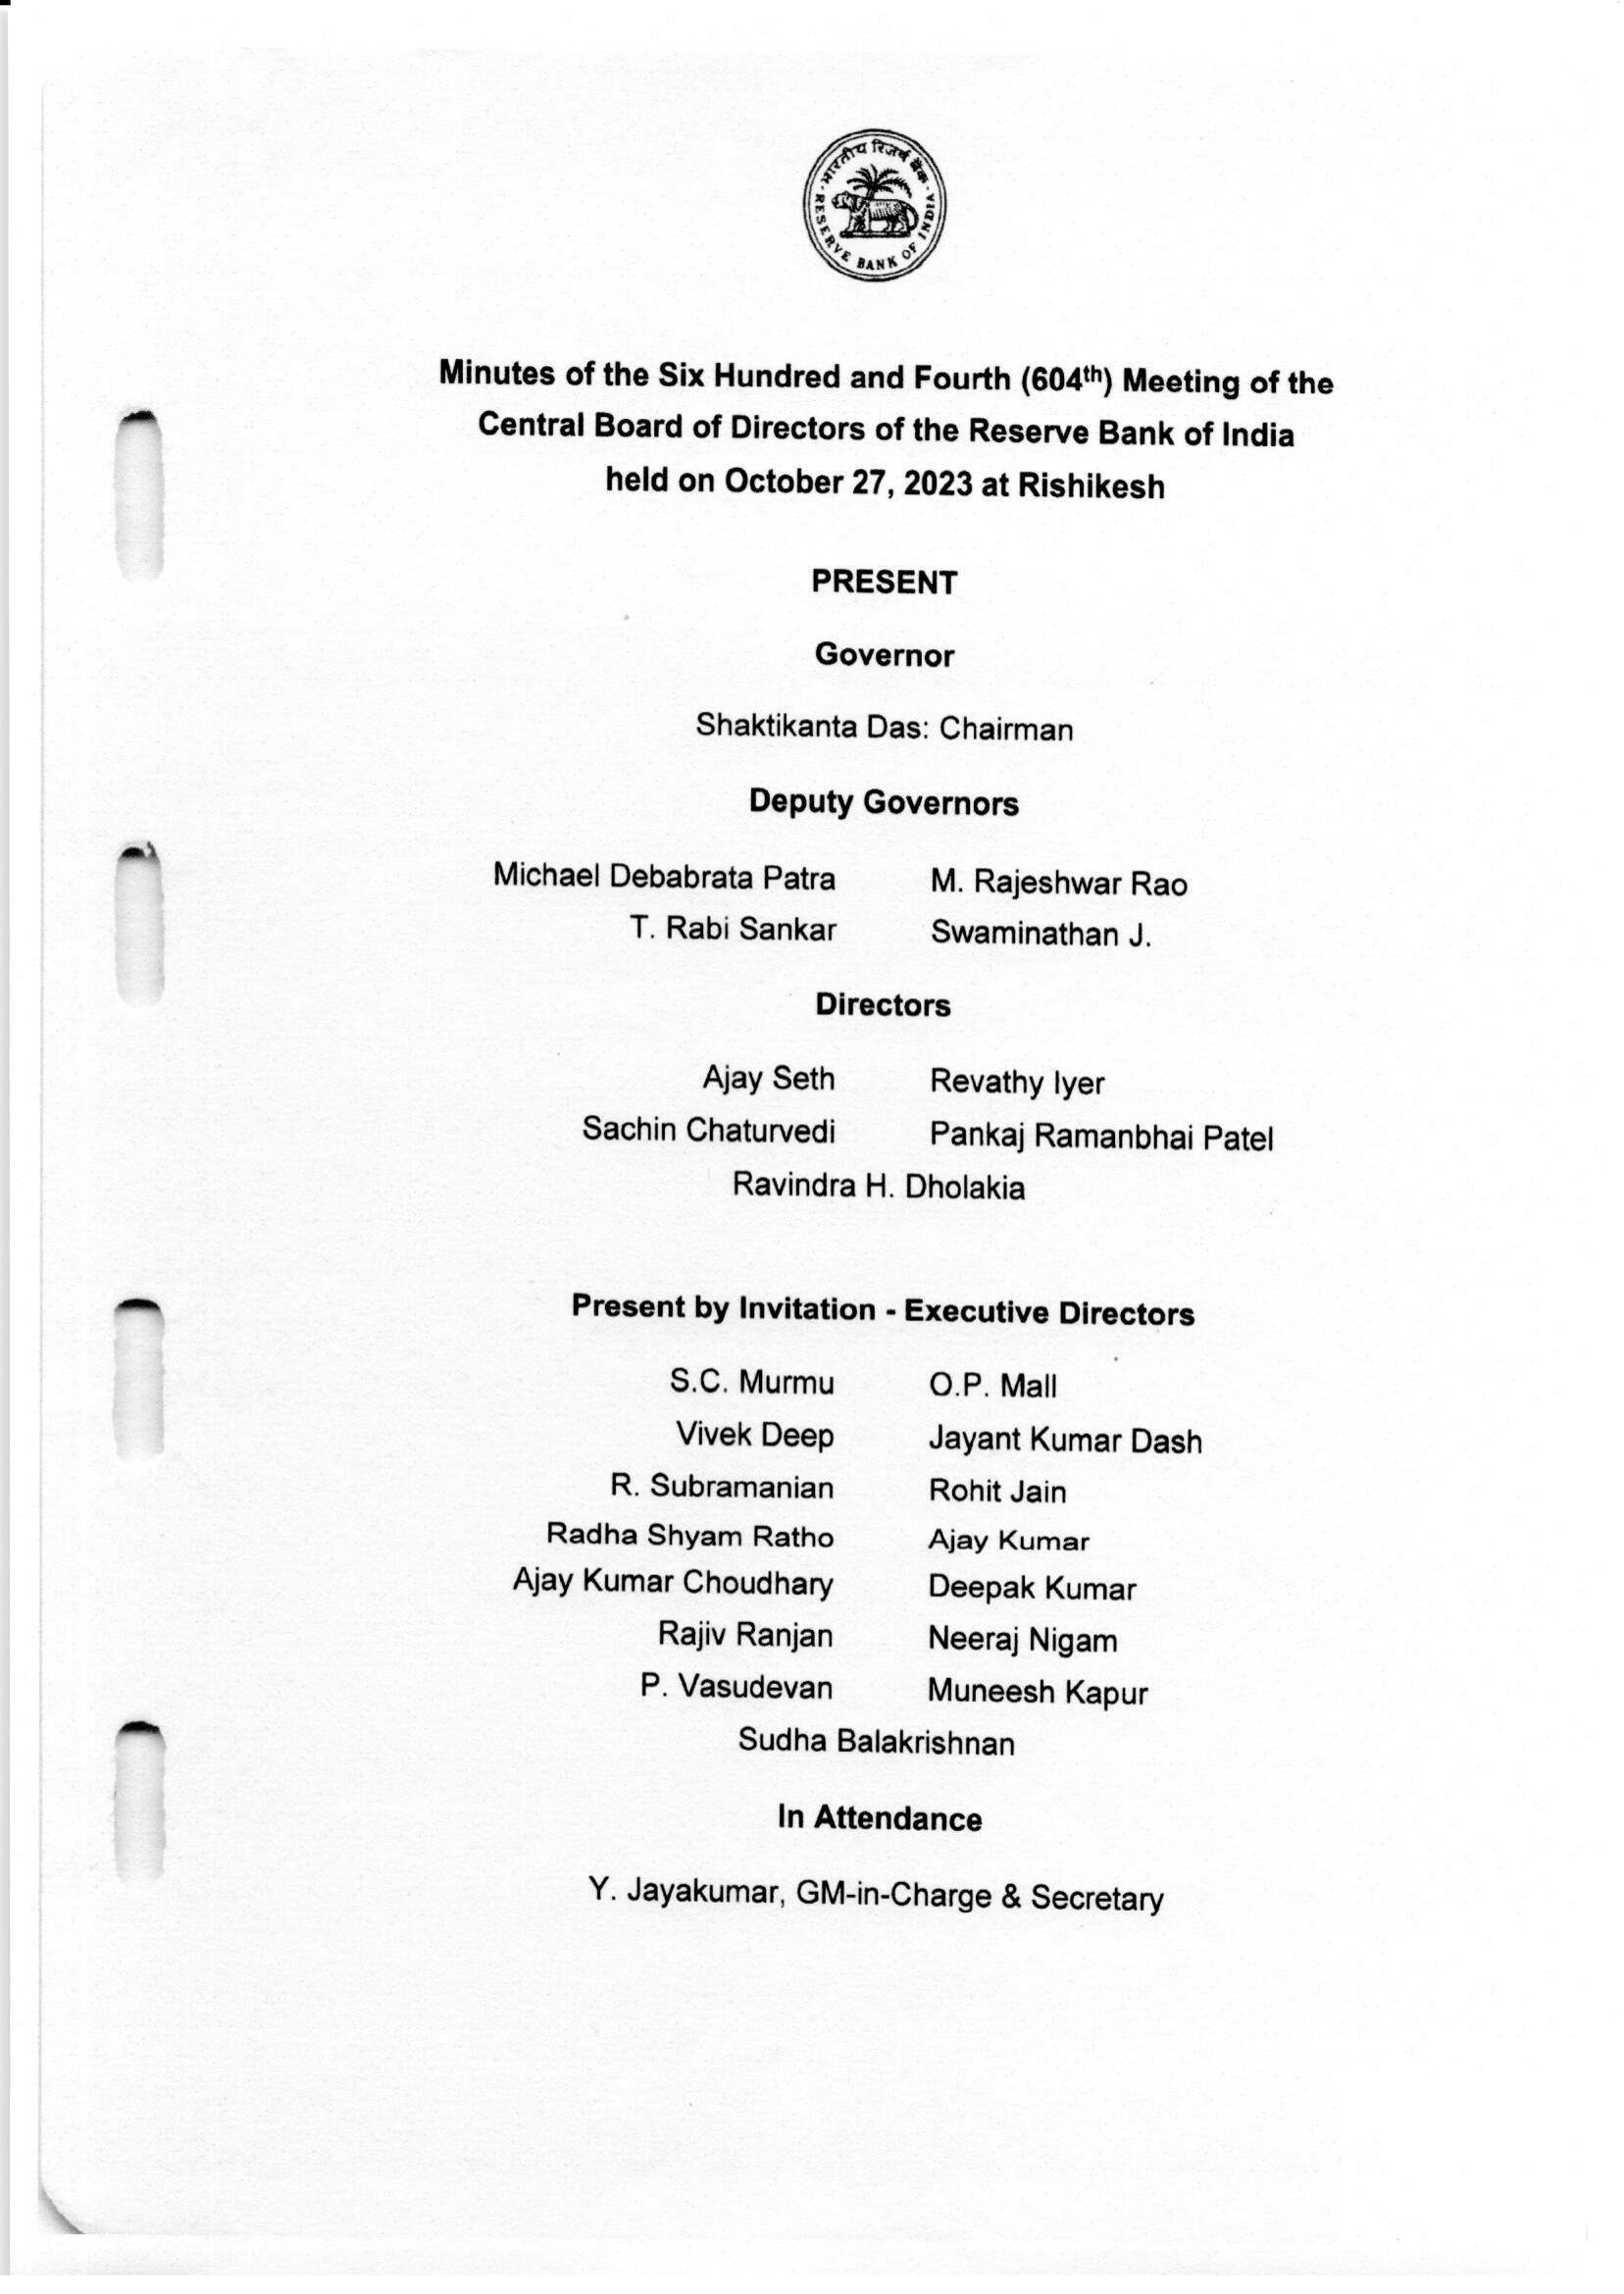 भारतीय रिज़र्व बैंक
RESERVE BANK OF INDIA
Minutes of the Six Hundred and Fourth (604th) Meeting of the
Central Board of Directors of the Reserve Bank of India
held on October 27, 2023 at Rishikesh
PRESENT
Governor
Shaktikanta Das: Chairman
Deputy Governors
Michael Debabrata Patra M. Rajeshwar Rao
T. Rabi Sankar Swaminathan J.
Directors
Ajay Seth Revathy Iyer
Sachin Chaturvedi Pankaj Ramanbhai Patel
Ravindra H. Dholakia
Present by Invitation - Executive Directors
S.C. Murmu O.P. Mall
Vivek Deep Jayant Kumar Dash
R. Subramanian Rohit Jain
Radha Shyam Ratho Ajay Kumar
Ajay Kumar Choudhary Deepak Kumar
Rajiv Ranjan Neeraj Nigam
P. Vasudevan Muneesh Kapur
Sudha Balakrishnan
In Attendance
Y. Jayakumar, GM-in-Charge & Secretary